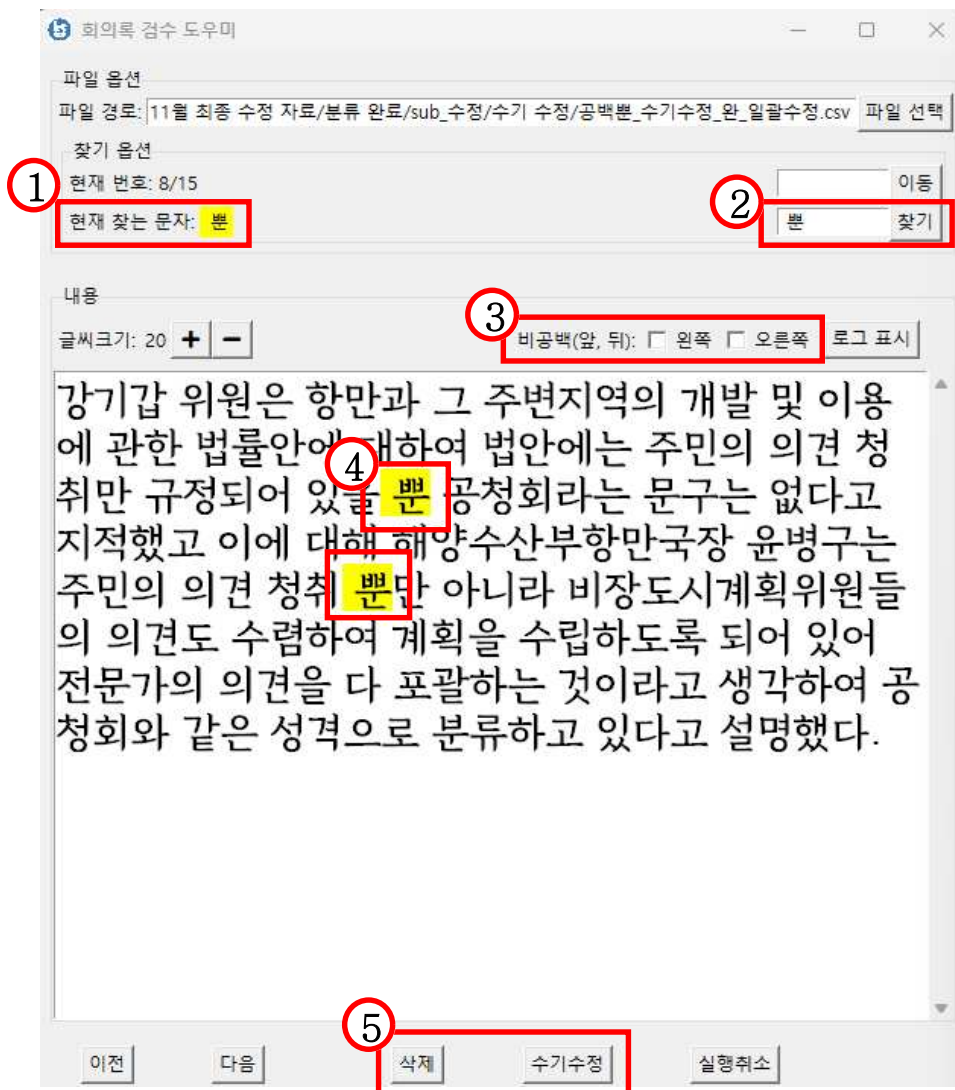 회의록 검수 도우미
파일 옵션
파일 경로: 11월 최종 수정 자료/분류 완료/sub_수정/수기 수정/공백뿐_수기수정_완_일괄수정.csv 파일 선택
찾기 옵션
① 현재 번호: 8/15 이동
현재 찾는 문자: 뿐 ② 뿐 찾기
내용
글씨크기: 20 + − ③ 비공백(앞, 뒤): 왼쪽 오른쪽 로그 표시
강기갑 위원은 항만과 그 주변지역의 개발 및 이용
에 관한 법률안에 대하여 법안에는 주민의 의견 청
④
취만 규정되어 있을 뿐 공청회라는 문구는 없다고
지적했고 이에 대해 해양수산부항만국장 윤병구는
주민의 의견 청취 뿐만 아니라 비장도시계획위원들
의 의견도 수렴하여 계획을 수립하도록 되어 있어
전문가의 의견을 다 포괄하는 것이라고 생각하여 공
청회와 같은 성격으로 분류하고 있다고 설명했다.
⑤
이전 다음 삭제 수기수정 실행취소